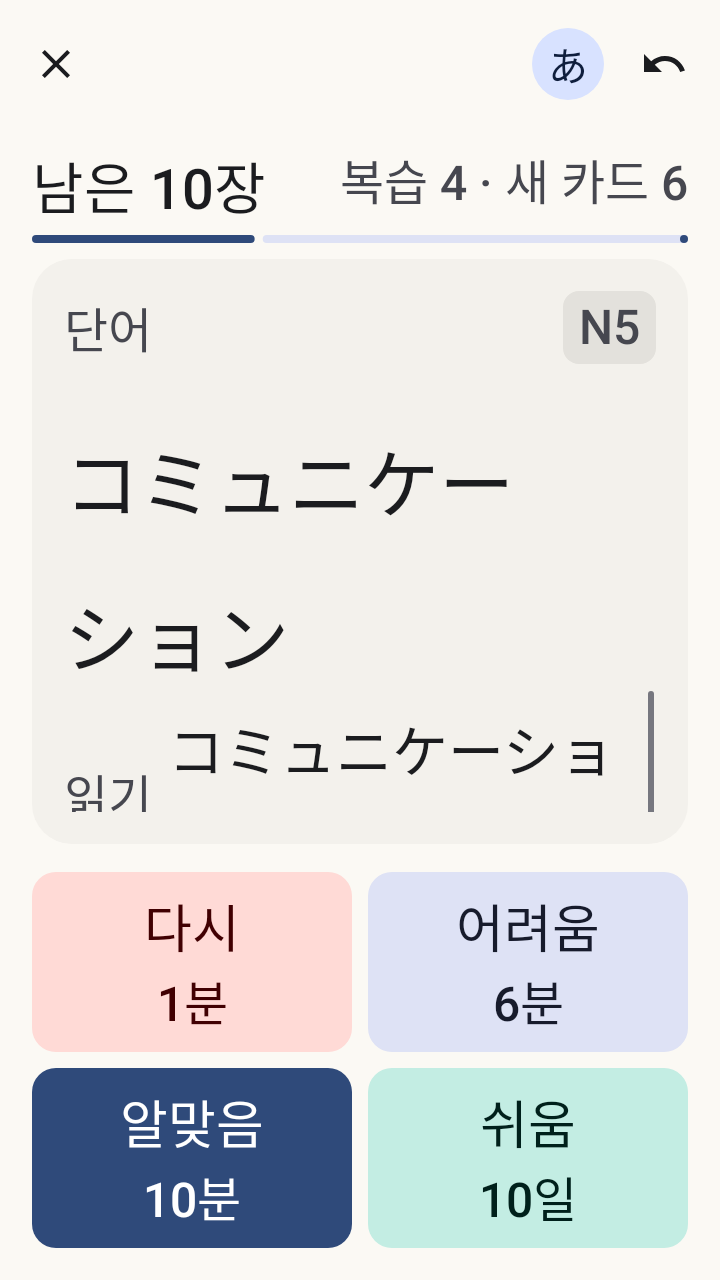 あ
남은 10장
복습 4 · 새 카드 6
단어
N5
コミュニケー
ション
読기
コミュニケーショ
다시
1분
어려움
6분
알맞음
10분
쉬움
10일